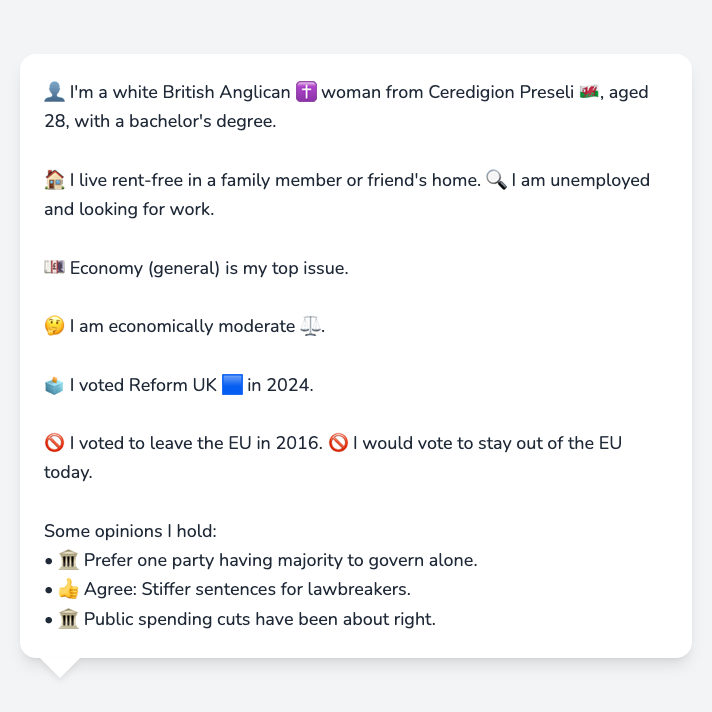 👤 I'm a white British Anglican ✝️ woman from Ceredigion Preseli 🏴󠁧󠁢󠁷󠁬󠁳󠁿, aged
28, with a bachelor's degree.
🏠 I live rent-free in a family member or friend's home. 🔍 I am unemployed
and looking for work.
💷 Economy (general) is my top issue.
🤔 I am economically moderate ⚖️.
🗳️ I voted Reform UK 🟦 in 2024.
🚫 I voted to leave the EU in 2016. 🚫 I would vote to stay out of the EU
today.
Some opinions I hold:
• 🏛️ Prefer one party having majority to govern alone.
• 👍 Agree: Stiffer sentences for lawbreakers.
• 🏛️ Public spending cuts have been about right.